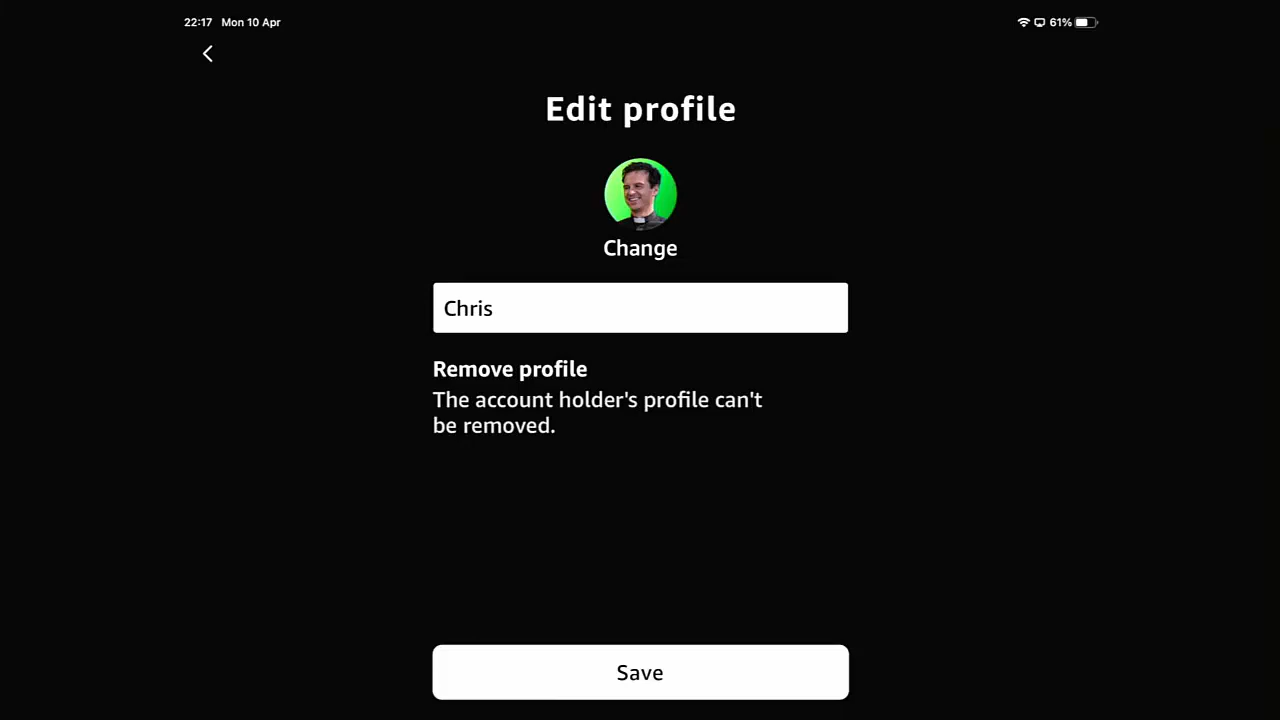 22:17 Mon 10 Apr
61%
Edit profile
Change
Chris
Remove profile
The account holder's profile can't
be removed.
Save